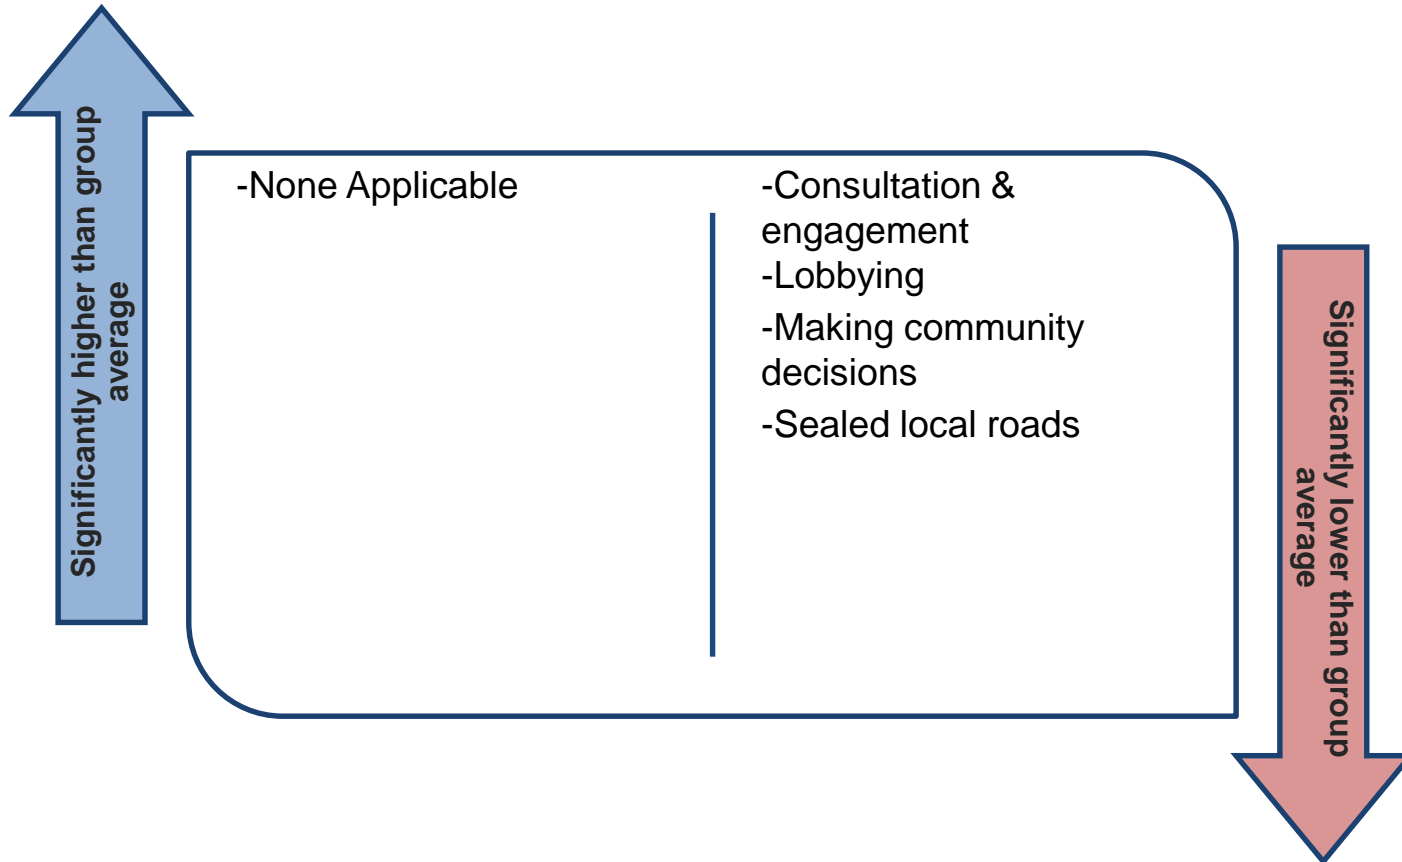 Significantly higher than group
average
-None Applicable
-Consultation &
engagement
-Lobbying
-Making community
decisions
-Sealed local roads
Significantly lower than group
average